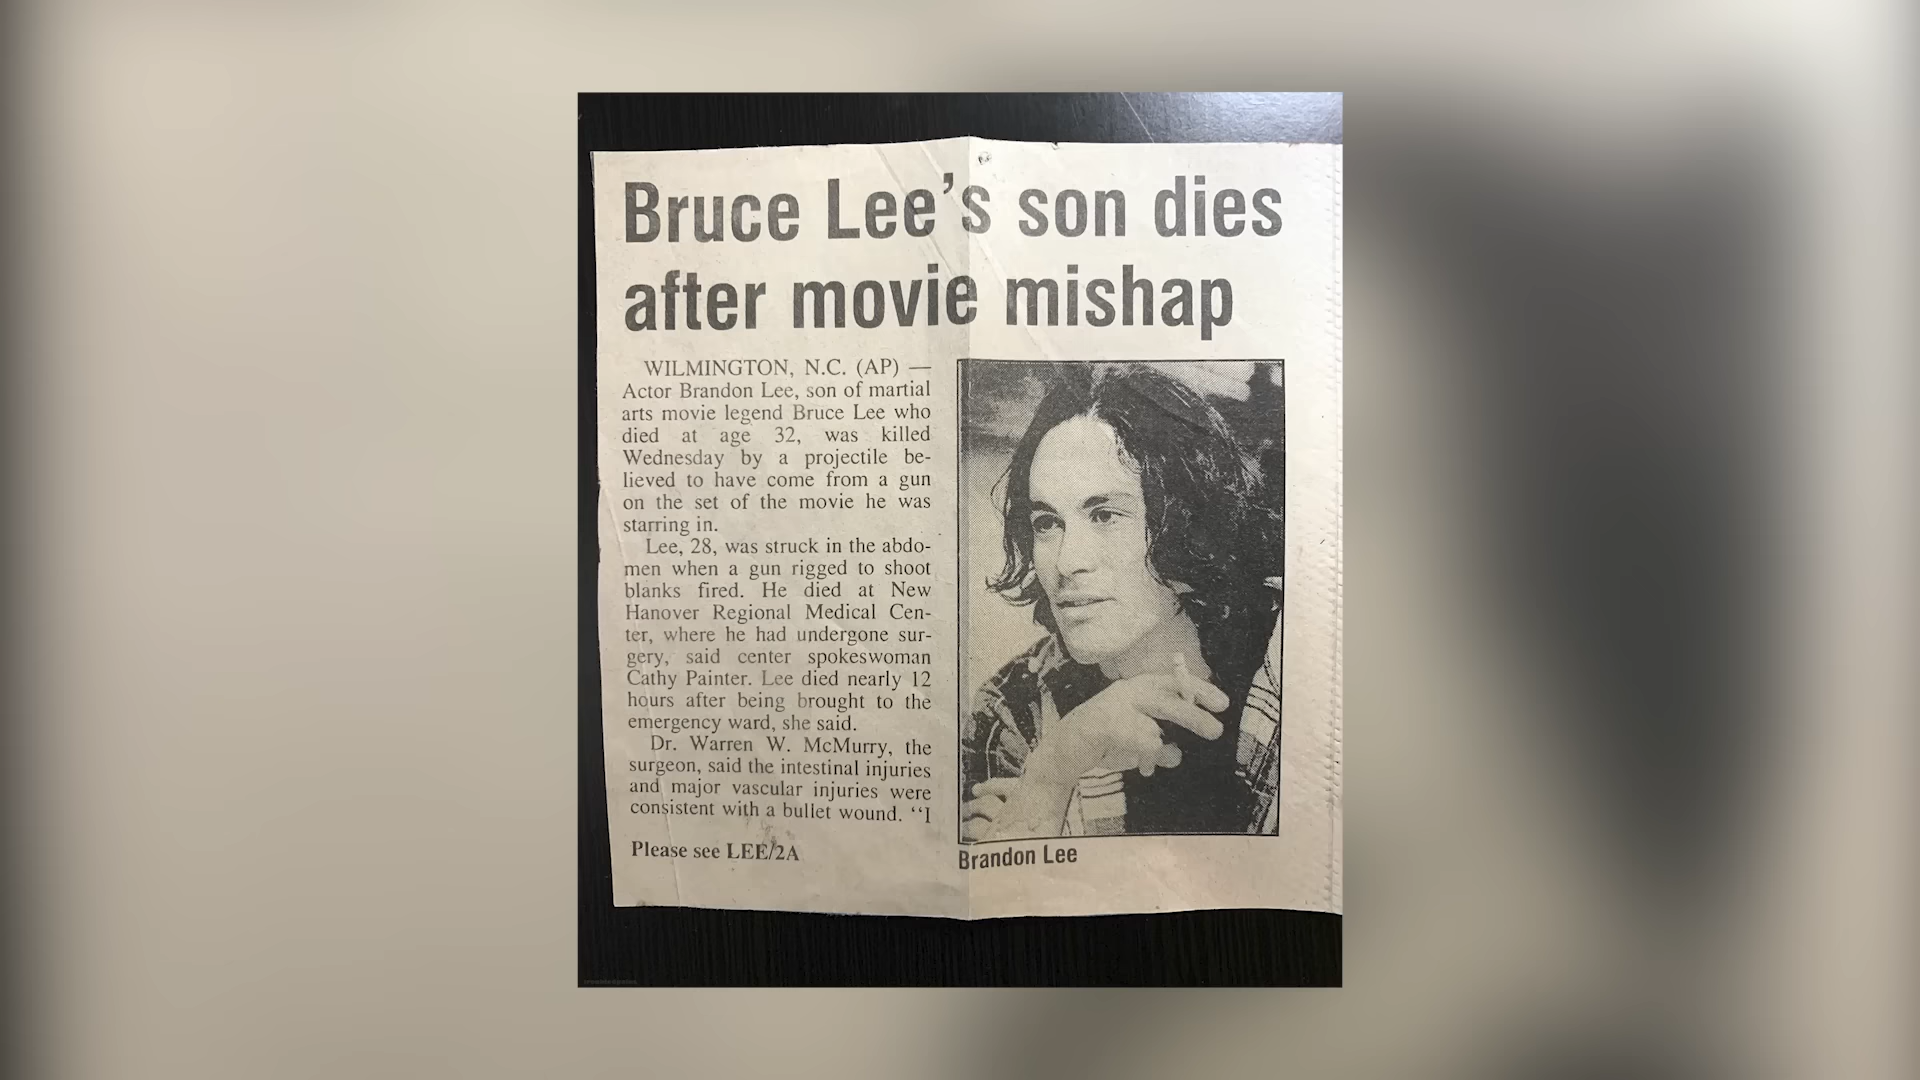 Bruce Lee's son dies
after movie mishap
WILMINGTON, N.C. (AP) —
Actor Brandon Lee, son of martial
arts movie legend Bruce Lee who
died at age 32, was killed
Wednesday by a projectile be-
lieved to have come from a gun
on the set of the movie he was
starring in.
Lee, 28, was struck in the abdo-
men when a gun rigged to shoot
blanks fired. He died at New
Hanover Regional Medical Cen-
ter, where he had undergone sur-
gery, said center spokeswoman
Cathy Painter. Lee died nearly 12
hours after being brought to the
emergency ward, she said.
Dr. Warren W. McMurry, the
surgeon, said the intestinal injuries
and major vascular injuries were
consistent with a bullet wound. "I
Please see LEE/2A
Brandon Lee